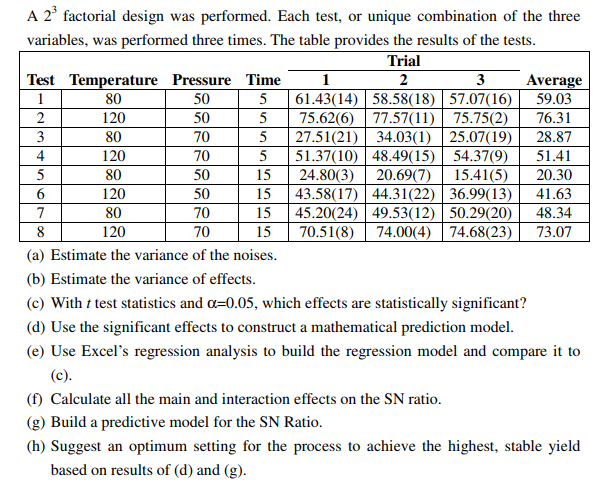 A 2³ factorial design was performed. Each test, or unique combination of the three
variables, was performed three times. The table provides the results of the tests.
Trial
Test Temperature Pressure Time 1 2 3 Average
1 80 50 5 61.43(14) 58.58(18) 57.07(16) 59.03
2 120 50 5 75.62(6) 77.57(11) 75.75(2) 76.31
3 80 70 5 27.51(21) 34.03(1) 25.07(19) 28.87
4 120 70 5 51.37(10) 48.49(15) 54.37(9) 51.41
5 80 50 15 24.80(3) 20.69(7) 15.41(5) 20.30
6 120 50 15 43.58(17) 44.31(22) 36.99(13) 41.63
7 80 70 15 45.20(24) 49.53(12) 50.29(20) 48.34
8 120 70 15 70.51(8) 74.00(4) 74.68(23) 73.07
(a) Estimate the variance of the noises.
(b) Estimate the variance of effects.
(c) With t test statistics and α=0.05, which effects are statistically significant?
(d) Use the significant effects to construct a mathematical prediction model.
(e) Use Excel's regression analysis to build the regression model and compare it to
(c).
(f) Calculate all the main and interaction effects on the SN ratio.
(g) Build a predictive model for the SN Ratio.
(h) Suggest an optimum setting for the process to achieve the highest, stable yield
based on results of (d) and (g).